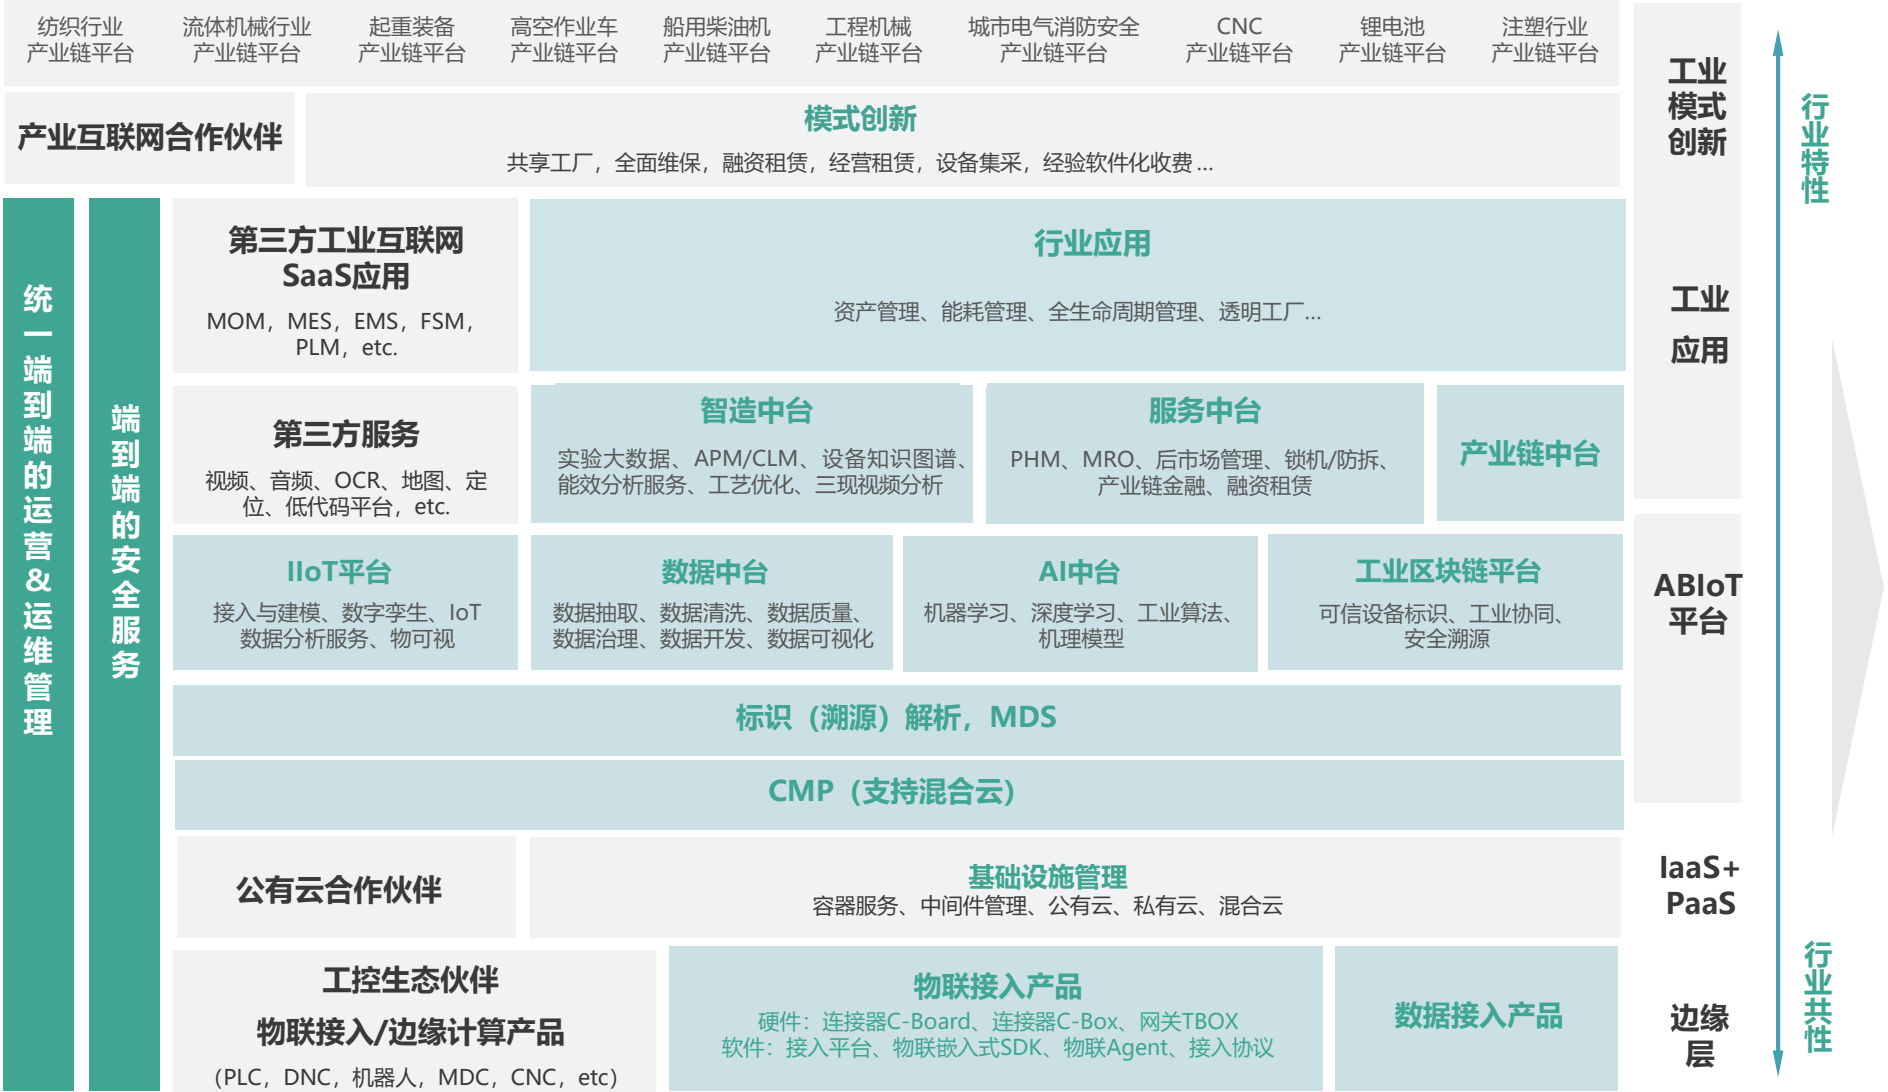 纺织行业
产业链平台
流体机械行业
产业链平台
起重装备
产业链平台
高空作业车
产业链平台
船用柴油机
产业链平台
工程机械
产业链平台
城市电气消防安全
产业链平台
CNC
产业链平台
锂电池
产业链平台
注塑行业
产业链平台
工业
模式
创新
行业特性
产业互联网合作伙伴
模式创新
共享工厂，全面维保，融资租赁，经营租赁，设备集采，经验软件化收费...
统一端到端的运营&运维管理
端到端的安全服务
第三方工业互联网
SaaS应用
MOM，MES，EMS，FSM，
PLM，etc.
行业应用
资产管理、能耗管理、全生命周期管理、透明工厂...
工业
应用
第三方服务
视频、音频、OCR、地图、定
位、低代码平台，etc.
智造中台
实验大数据、APM/CLM、设备知识图谱、
能效分析服务、工艺优化、三现视频分析
服务中台
PHM、MRO、后市场管理、锁机/防拆、
产业链金融、融资租赁
产业链中台
IIoT平台
接入与建模、数字孪生、IoT
数据分析服务、物可视
数据中台
数据抽取、数据清洗、数据质量、
数据治理、数据开发、数据可视化
AI中台
机器学习、深度学习、工业算法、
机理模型
工业区块链平台
可信设备标识、工业协同、
安全溯源
ABIoT
平台
标识（溯源）解析，MDS
CMP（支持混合云）
公有云合作伙伴
基础设施管理
容器服务、中间件管理、公有云、私有云、混合云
IaaS+
PaaS
工控生态伙伴
物联接入/边缘计算产品
（PLC，DNC，机器人，MDC，CNC，etc）
物联接入产品
硬件：连接器C-Board、连接器C-Box、网关TBOX
软件：接入平台、物联嵌入式SDK、物联Agent、接入协议
数据接入产品
边缘
层
行业共性